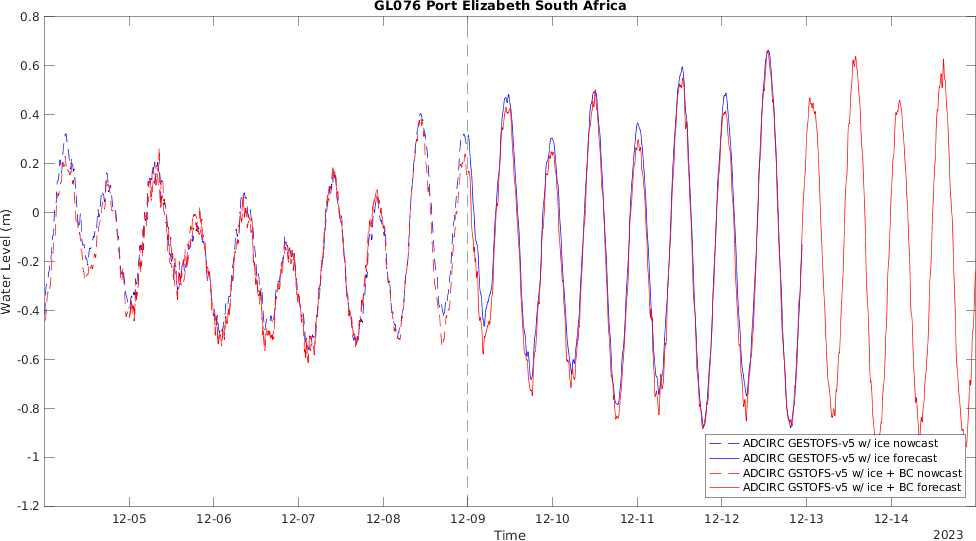 GL076 Port Elizabeth South Africa
0.8
0.6
0.4
0.2
0
-0.2
-0.4
-0.6
-0.8
-1
-1.2
Water Level (m)
ADCIRC GESTOFS-v5 w/ ice nowcast
ADCIRC GESTOFS-v5 w/ ice forecast
ADCIRC GSTOFS-v5 w/ ice + BC nowcast
ADCIRC GSTOFS-v5 w/ ice + BC forecast
12-05 12-06 12-07 12-08 12-09 12-10 12-11 12-12 12-13 12-14
Time
2023